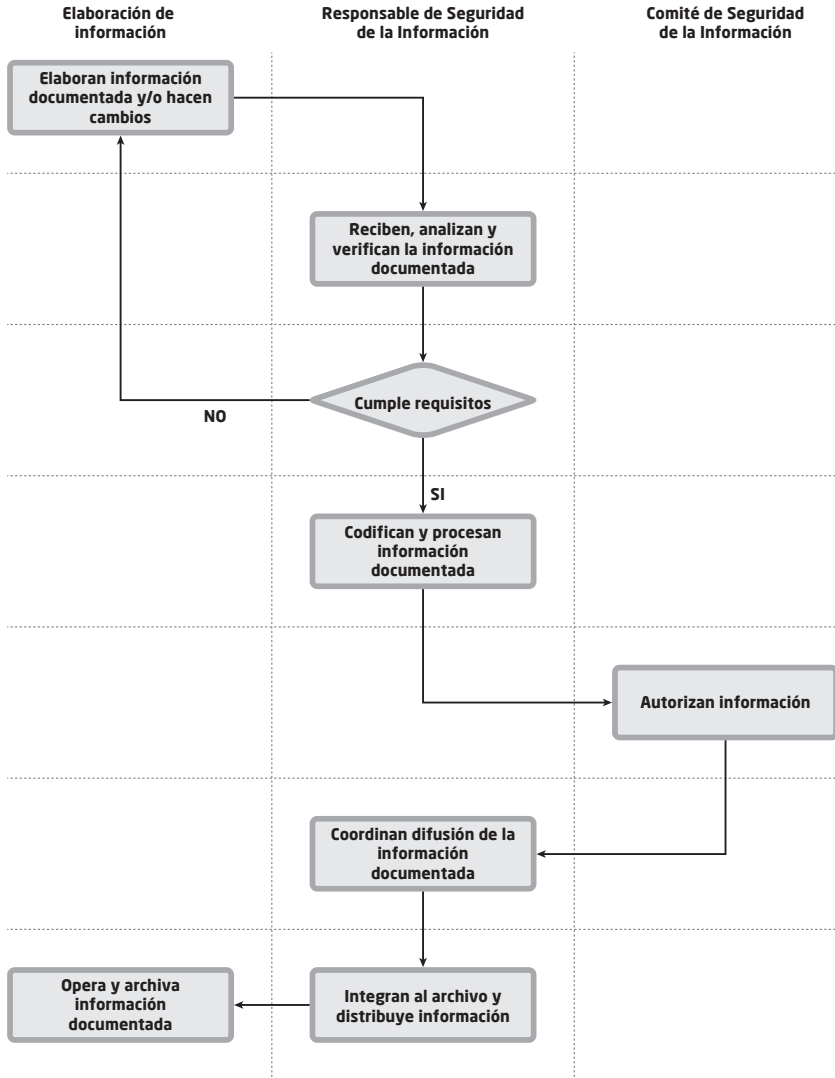 Elaboración de
información
Responsable de Seguridad
de la Información
Comité de Seguridad
de la Información
Elaboran información
documentada y/o hacen
cambios
Reciben, analizan y
verifican la información
documentada
Cumple requisitos
NO
SI
Codifican y procesan
información
documentada
Autorizan información
Coordinan difusión de la
información
documentada
Opera y archiva
información
documentada
Integran al archivo y
distribuye información